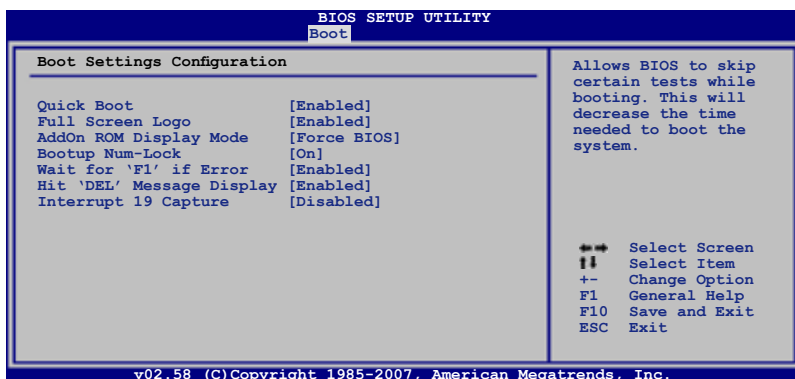 BIOS SETUP UTILITY
Boot
Boot Settings Configuration
Quick Boot [Enabled]
Full Screen Logo [Enabled]
AddOn ROM Display Mode [Force BIOS]
Bootup Num-Lock [On]
Wait for ‘F1’ if Error [Enabled]
Hit ‘DEL’ Message Display [Enabled]
Interrupt 19 Capture [Disabled]
Allows BIOS to skip
certain tests while
booting. This will
decrease the time
needed to boot the
system.
Select Screen
Select Item
+- Change Option
F1 General Help
F10 Save and Exit
ESC Exit
v02.58 (C)Copyright 1985-2007, American Megatrends, Inc.